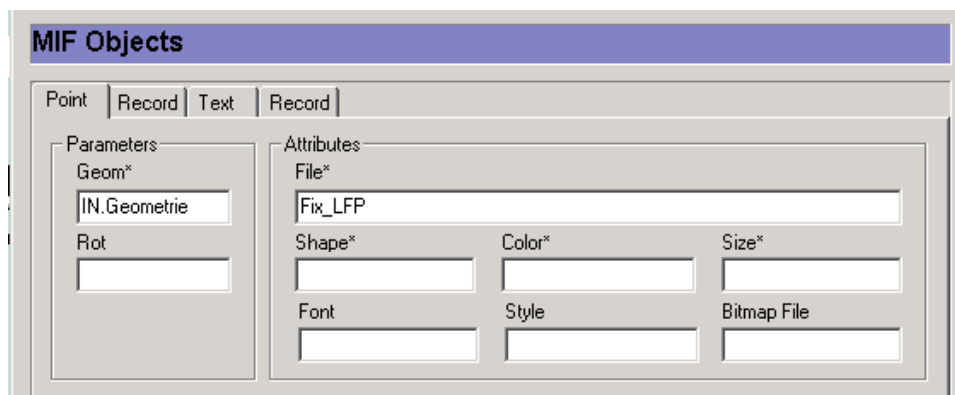 MIF Objects
Point Record Text Record
Parameters Attributes
Geom* File*
IN.Geometrie Fix_LFP
Rot Shape* Color* Size*
Font Style Bitmap File